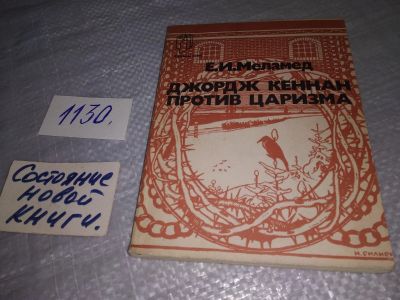 Е.И.Меламед
ДЖОРДЖ КЕННАН
ПРОТИВ ЦАРИЗМА
1130.
Состояние
новой
книги.